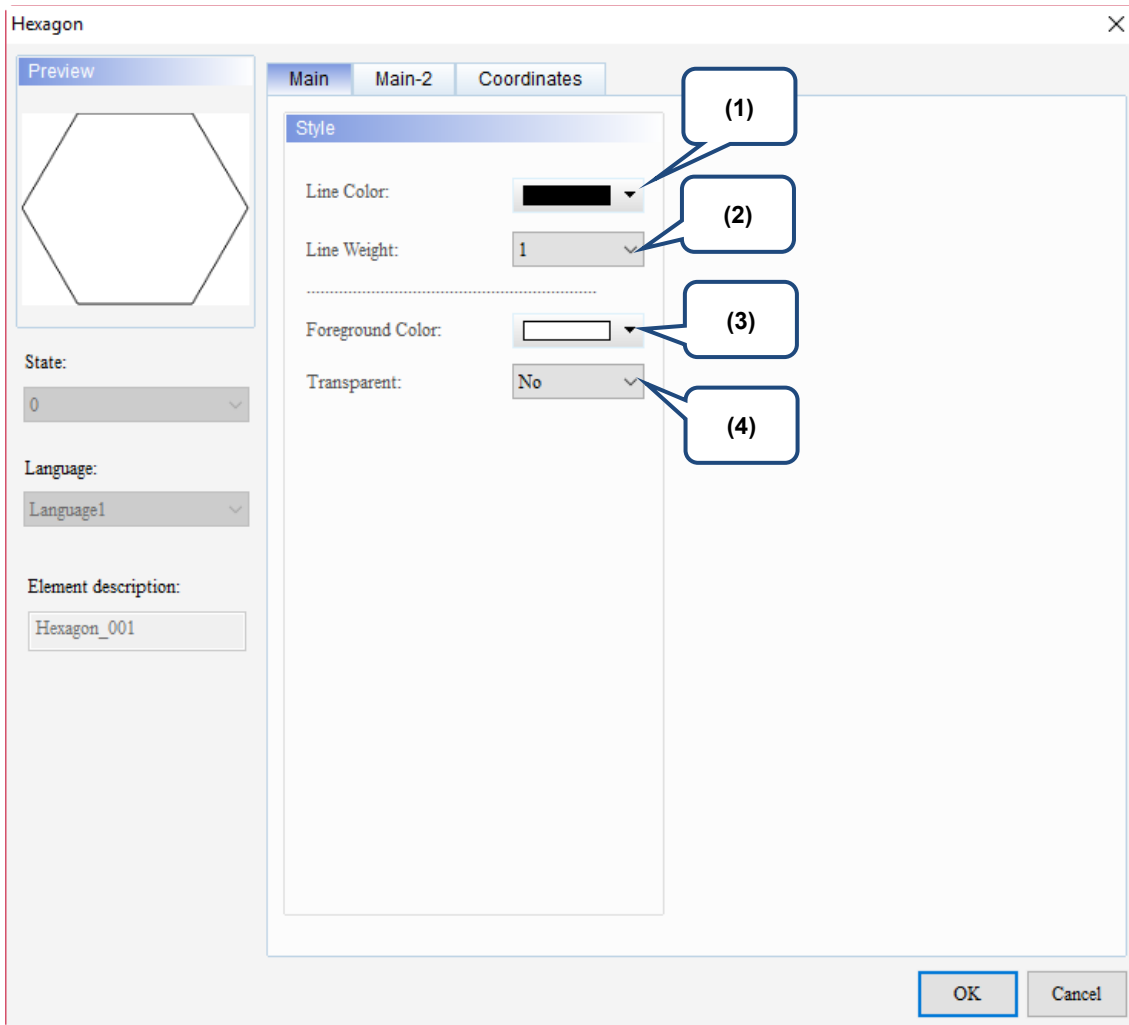 Hexagon
Preview
Main
Main-2
Coordinates
(1)
Style
Line Color:
(2)
Line Weight:
1
Foreground Color:
(3)
Transparent:
No
(4)
State:
0
Language:
Language1
Element description:
Hexagon_001
OK
Cancel